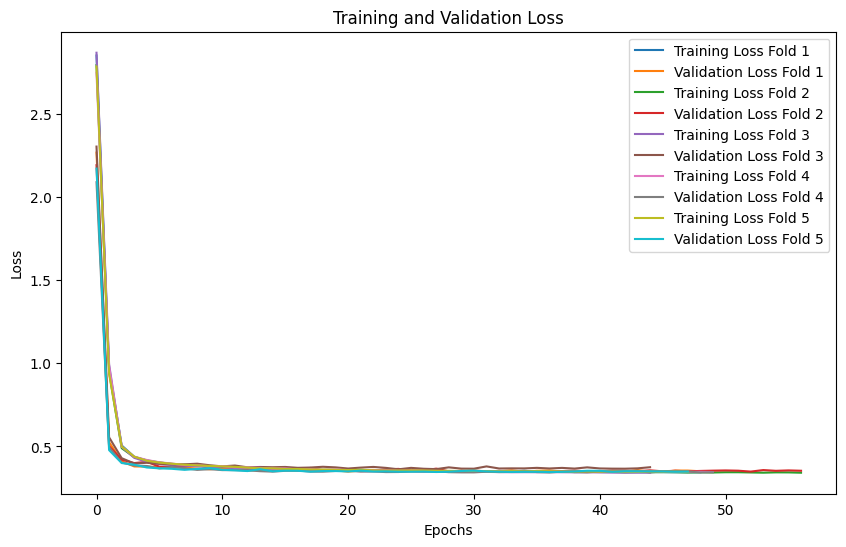 Training and Validation Loss
Training Loss Fold 1
Validation Loss Fold 1
Training Loss Fold 2
Validation Loss Fold 2
Training Loss Fold 3
Validation Loss Fold 3
Training Loss Fold 4
Validation Loss Fold 4
Training Loss Fold 5
Validation Loss Fold 5
Loss
2.5
2.0
1.5
1.0
0.5
0 10 20 30 40 50
Epochs